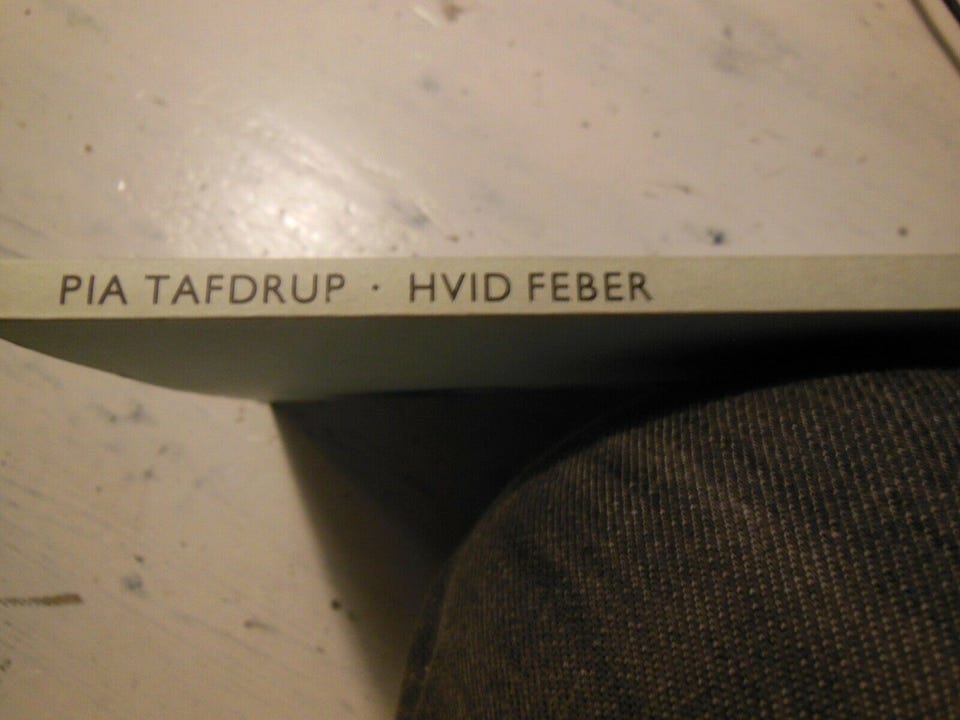 PIA TAFDRUP · HVID FEBER